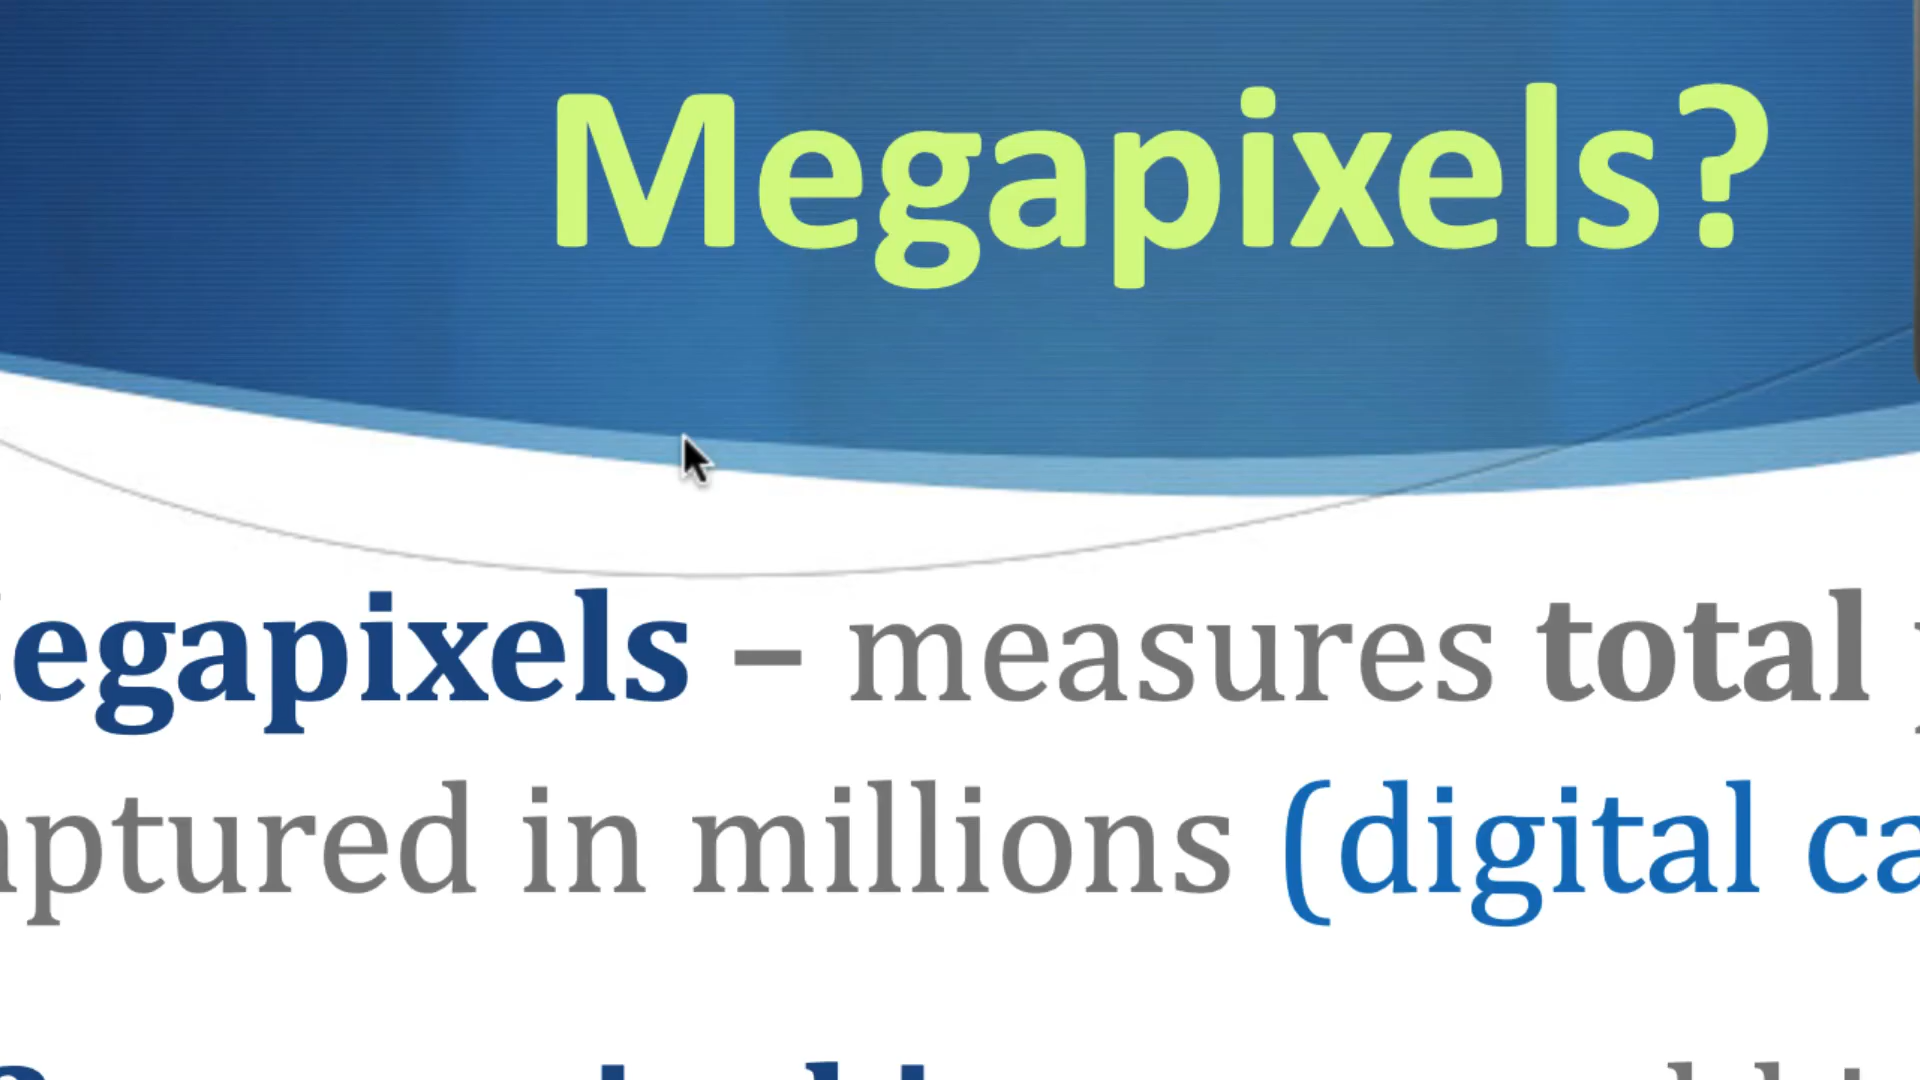 Megapixels?
egapixels – measures total
ptured in millions (digital ca